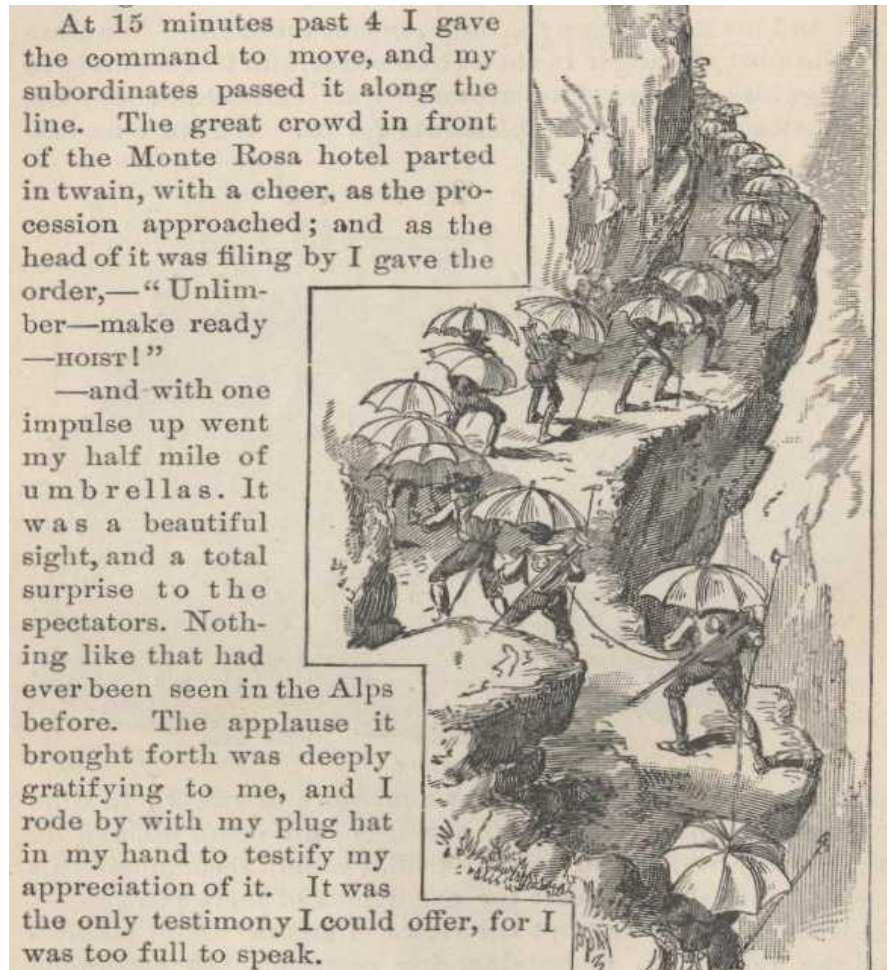 At 15 minutes past 4 I gave
the command to move, and my
subordinates passed it along the
line. The great crowd in front
of the Monte Rosa hotel parted
in twain, with a cheer, as the pro-
cession approached; and as the
head of it was filing by I gave the
order,—“Unlim-
ber—make ready
—HOIST!”
—and with one
impulse up went
my half mile of
umbrellas. It
was a beautiful
sight, and a total
surprise to the
spectators. Noth-
ing like that had
ever been seen in the Alps
before. The applause it
brought forth was deeply
gratifying to me, and I
rode by with my plug hat
in my hand to testify my
appreciation of it. It was
the only testimony I could offer, for I
was too full to speak.